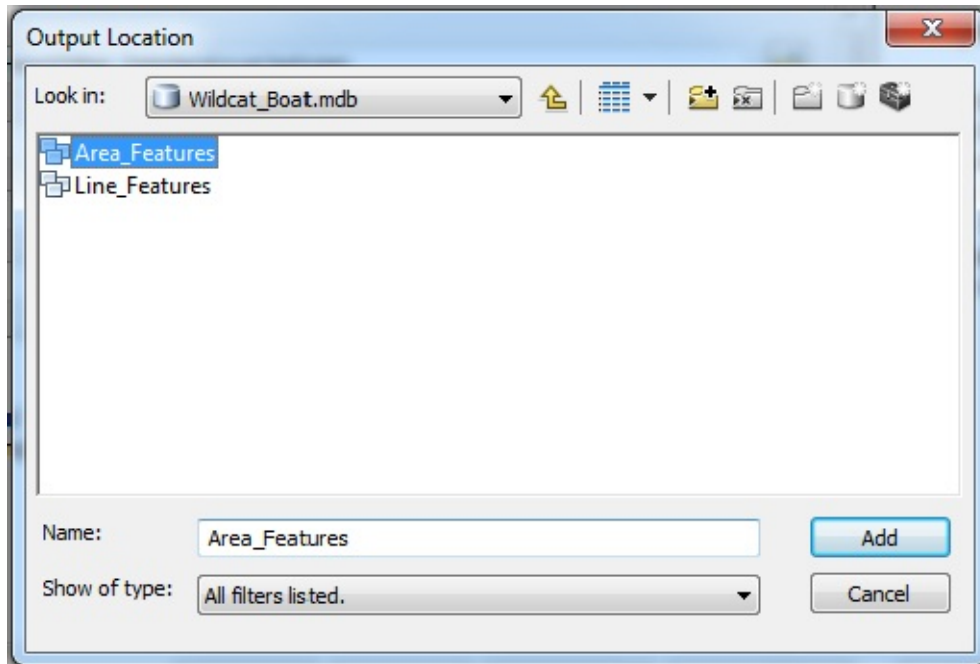 Output Location
Look in: Wildcat_Boat.mdb
Area_Features
Line_Features
Name: Area_Features Add
Show of type: All filters listed. Cancel